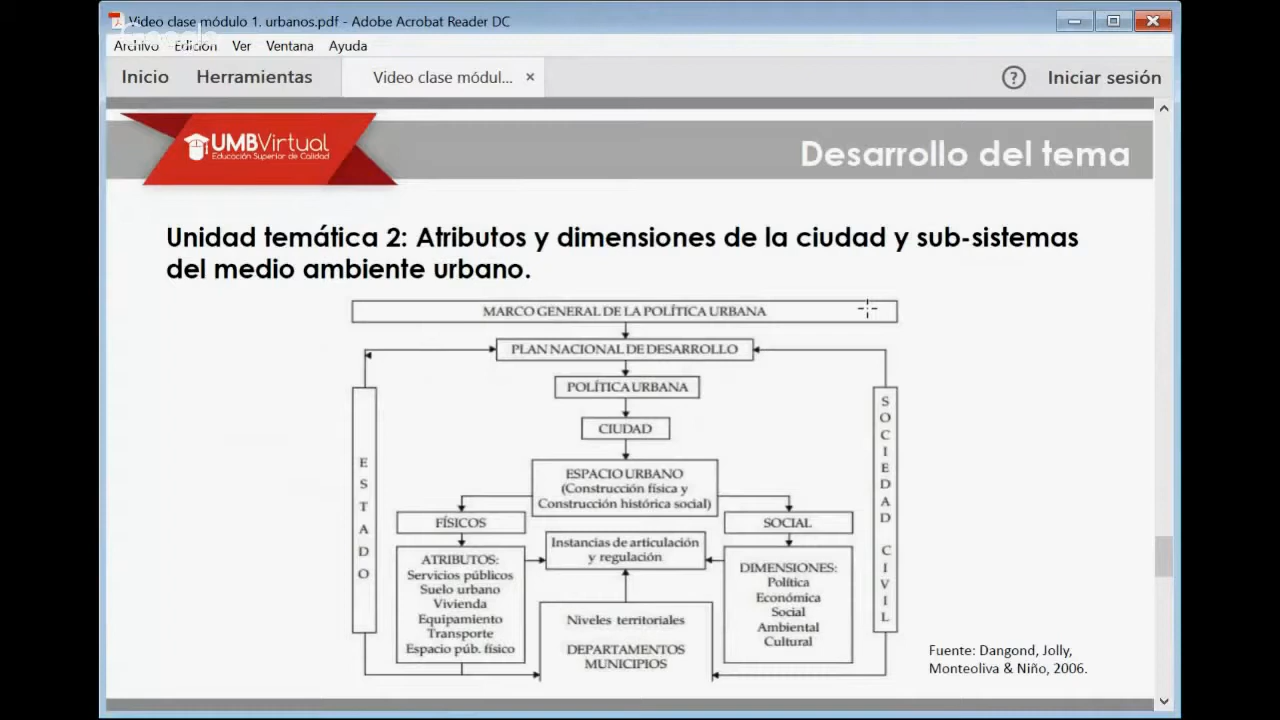 Video clase módulo 1. urbanos.pdf - Adobe Acrobat Reader DC
Google
Archivo Edición Ver Ventana Ayuda
Inicio Herramientas Video clase módul... × ? Iniciar sesión
UMBVirtual
Educación Superior de Calidad
Desarrollo del tema
Unidad temática 2: Atributos y dimensiones de la ciudad y sub-sistemas
del medio ambiente urbano.
MARCO GENERAL DE LA POLÍTICA URBANA
PLAN NACIONAL DE DESARROLLO
POLÍTICA URBANA
CIUDAD
ESPACIO URBANO
(Construcción física y
Construcción histórica social)
ESTADO
SOCIEDAD CIVIL
FÍSICOS
SOCIAL
Instancias de articulación
y regulación
ATRIBUTOS:
Servicios públicos
Suelo urbano
Vivienda
Equipamiento
Transporte
Espacio púb. físico
DIMENSIONES:
Política
Económica
Social
Ambiental
Cultural
Niveles territoriales
DEPARTAMENTOS
MUNICIPIOS
Fuente: Dangond, Jolly,
Monteoliva & Niño, 2006.